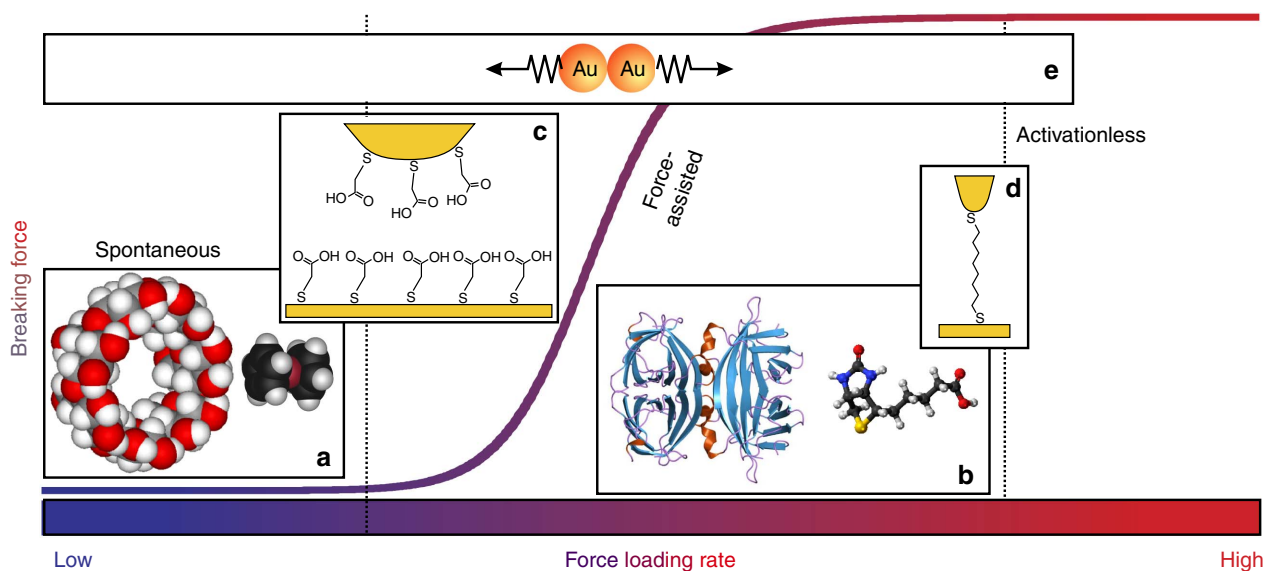 Au Au
e
c
Activationless
S
S
S
O
HO
O
HO
O
HO
Force-
assisted
d
S
Breaking force
Spontaneous
O OH O OH O OH O OH O OH
S S S S S
S
a
b
Low
Force loading rate
High